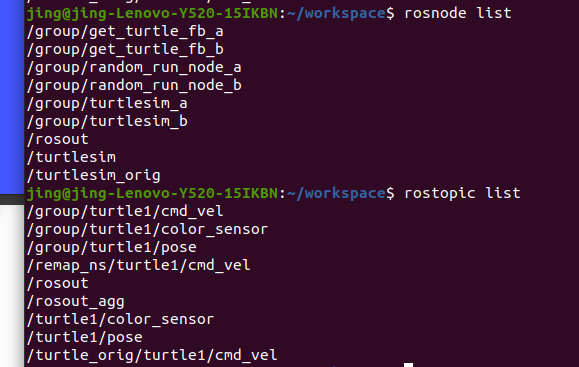 jing@jing-Lenovo-Y520-15IKBN:~/workspace$ rosnode list
/group/get_turtle_fb_a
/group/get_turtle_fb_b
/group/random_run_node_a
/group/random_run_node_b
/group/turtlesim_a
/group/turtlesim_b
/rosout
/turtlesim
/turtlesim_orig
jing@jing-Lenovo-Y520-15IKBN:~/workspace$ rostopic list
/group/turtle1/cmd_vel
/group/turtle1/color_sensor
/group/turtle1/pose
/remap_ns/turtle1/cmd_vel
/rosout
/rosout_agg
/turtle1/color_sensor
/turtle1/pose
/turtle_orig/turtle1/cmd_vel